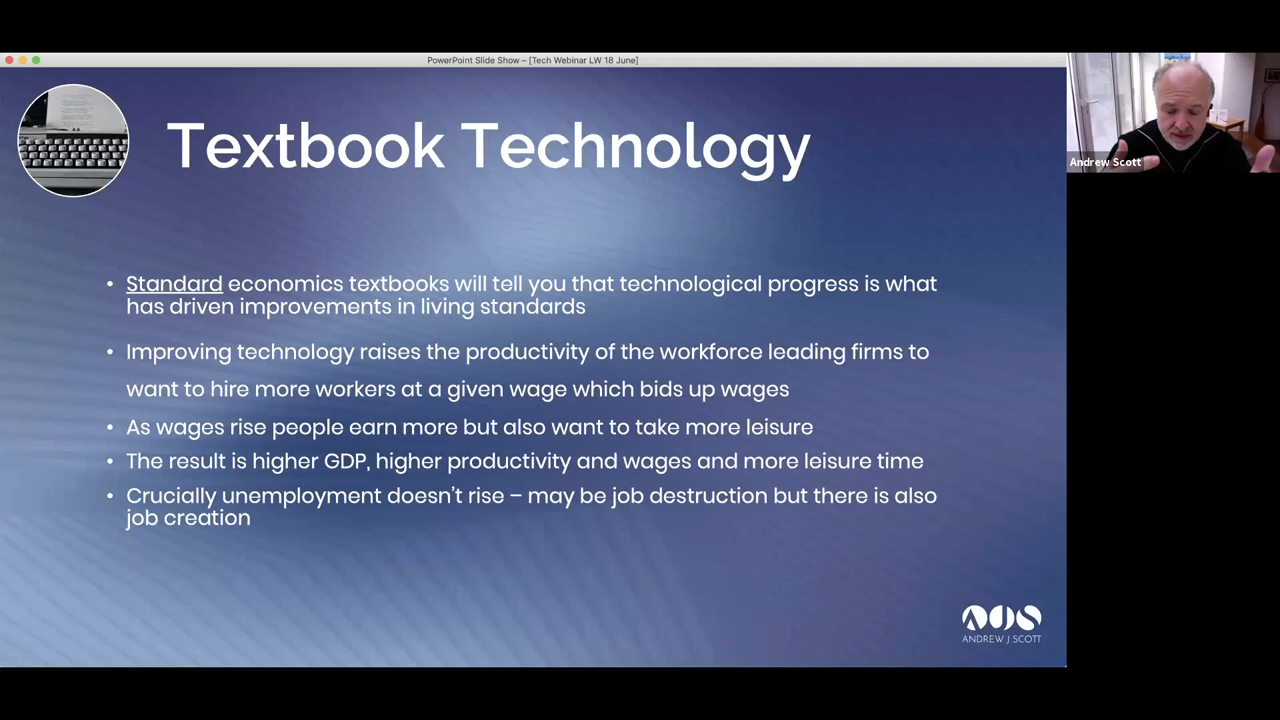 PowerPoint Slide Show – [Tech Webinar LW 18 June]
Textbook Technology
Andrew Scott
• Standard economics textbooks will tell you that technological progress is what
has driven improvements in living standards
• Improving technology raises the productivity of the workforce leading firms to
want to hire more workers at a given wage which bids up wages
• As wages rise people earn more but also want to take more leisure
• The result is higher GDP, higher productivity and wages and more leisure time
• Crucially unemployment doesn't rise – may be job destruction but there is also
job creation
AJS
ANDREW J SCOTT